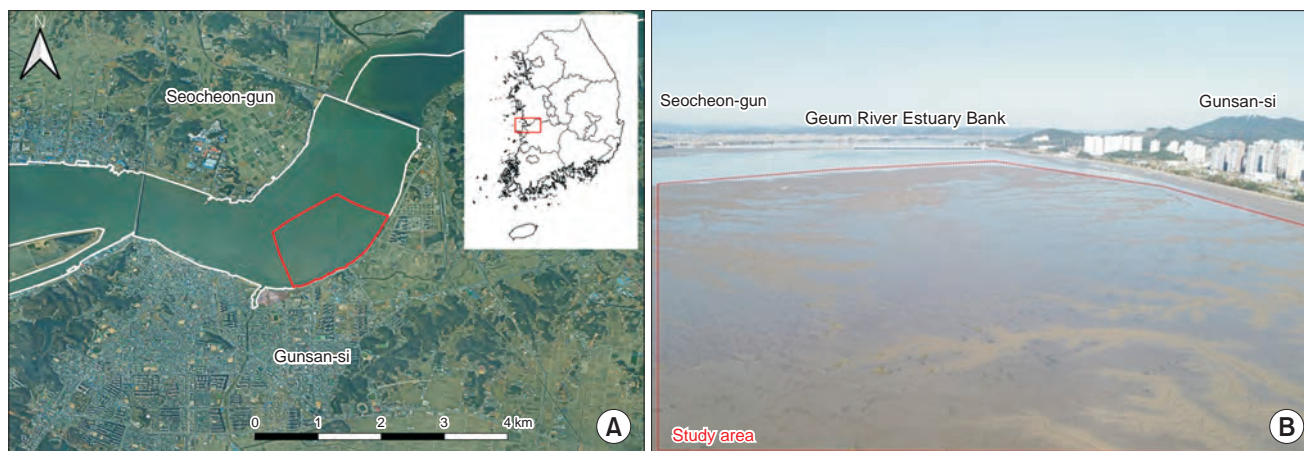 N
Seocheon-gun
Gunsan-si
0 1 2 3 4 km
A
Seocheon-gun
Gunsan-si
Geum River Estuary Bank
Study area
B